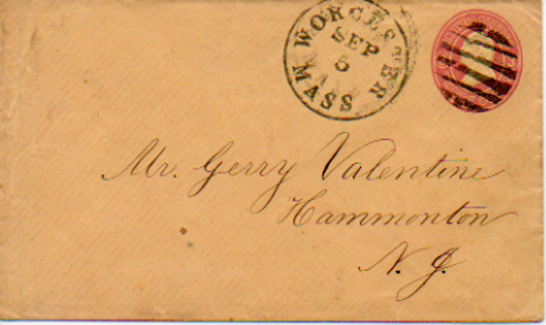 WORCESTER
SEP
5
MASS
Mr. Gerry Valentine
Hammonton
N. J.